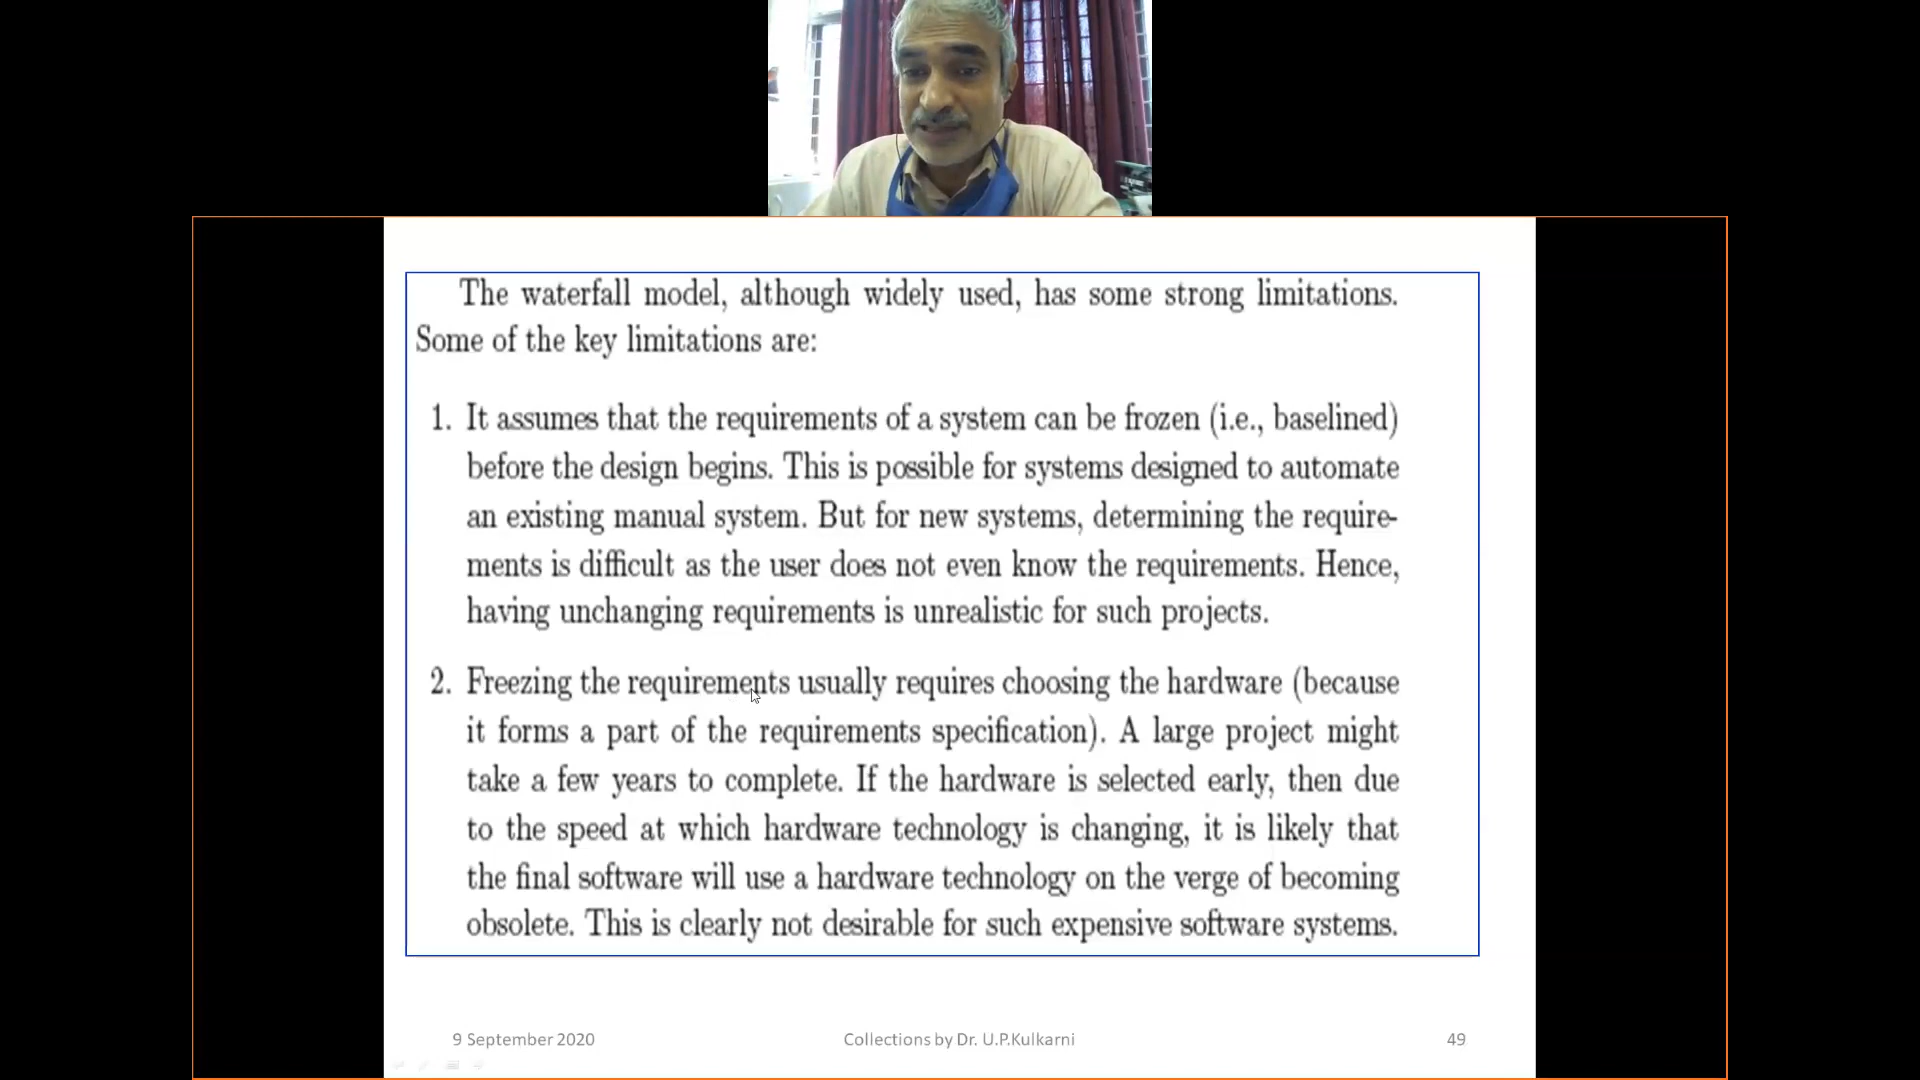 The waterfall model, although widely used, has some strong limitations.
Some of the key limitations are:
1. It assumes that the requirements of a system can be frozen (i.e., baselined)
before the design begins. This is possible for systems designed to automate
an existing manual system. But for new systems, determining the require-
ments is difficult as the user does not even know the requirements. Hence,
having unchanging requirements is unrealistic for such projects.
2. Freezing the requirements usually requires choosing the hardware (because
it forms a part of the requirements specification). A large project might
take a few years to complete. If the hardware is selected early, then due
to the speed at which hardware technology is changing, it is likely that
the final software will use a hardware technology on the verge of becoming
obsolete. This is clearly not desirable for such expensive software systems.
9 September 2020 Collections by Dr. U.P.Kulkarni 49